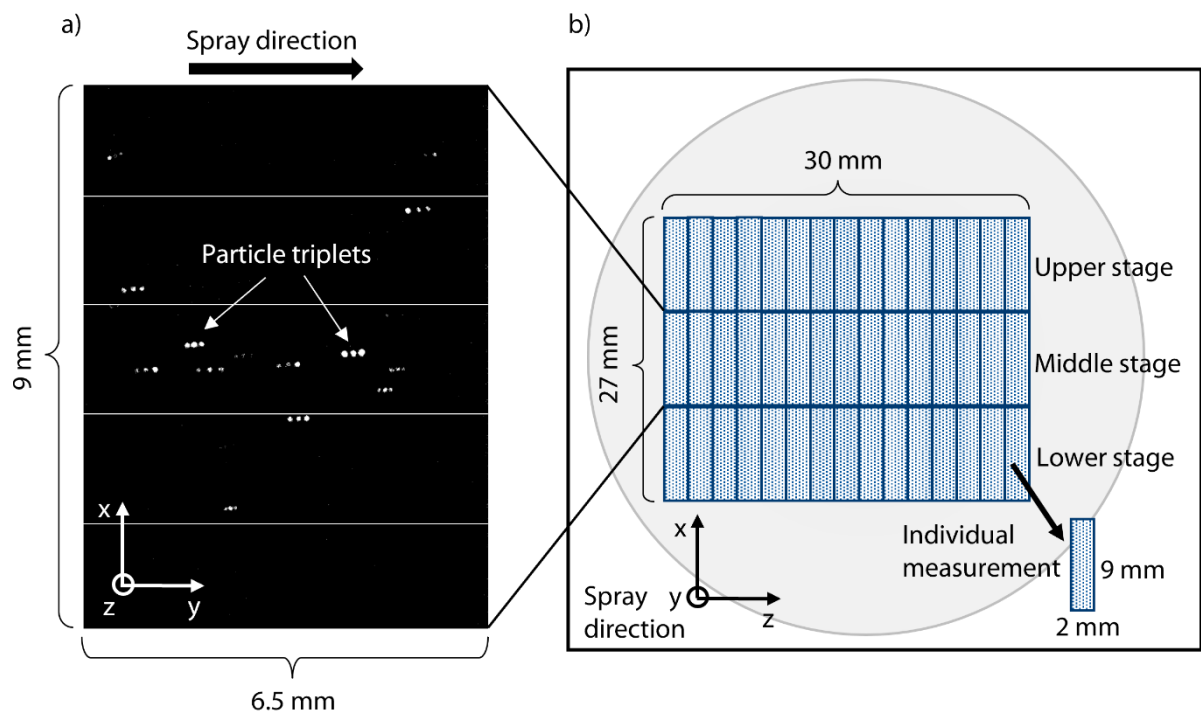 a)
Spray direction
Particle triplets
9 mm
x
z
y
6.5 mm
b)
30 mm
27 mm
Upper stage
Middle stage
Lower stage
x
Individual
measurement
9 mm
2 mm
Spray
direction
y
z